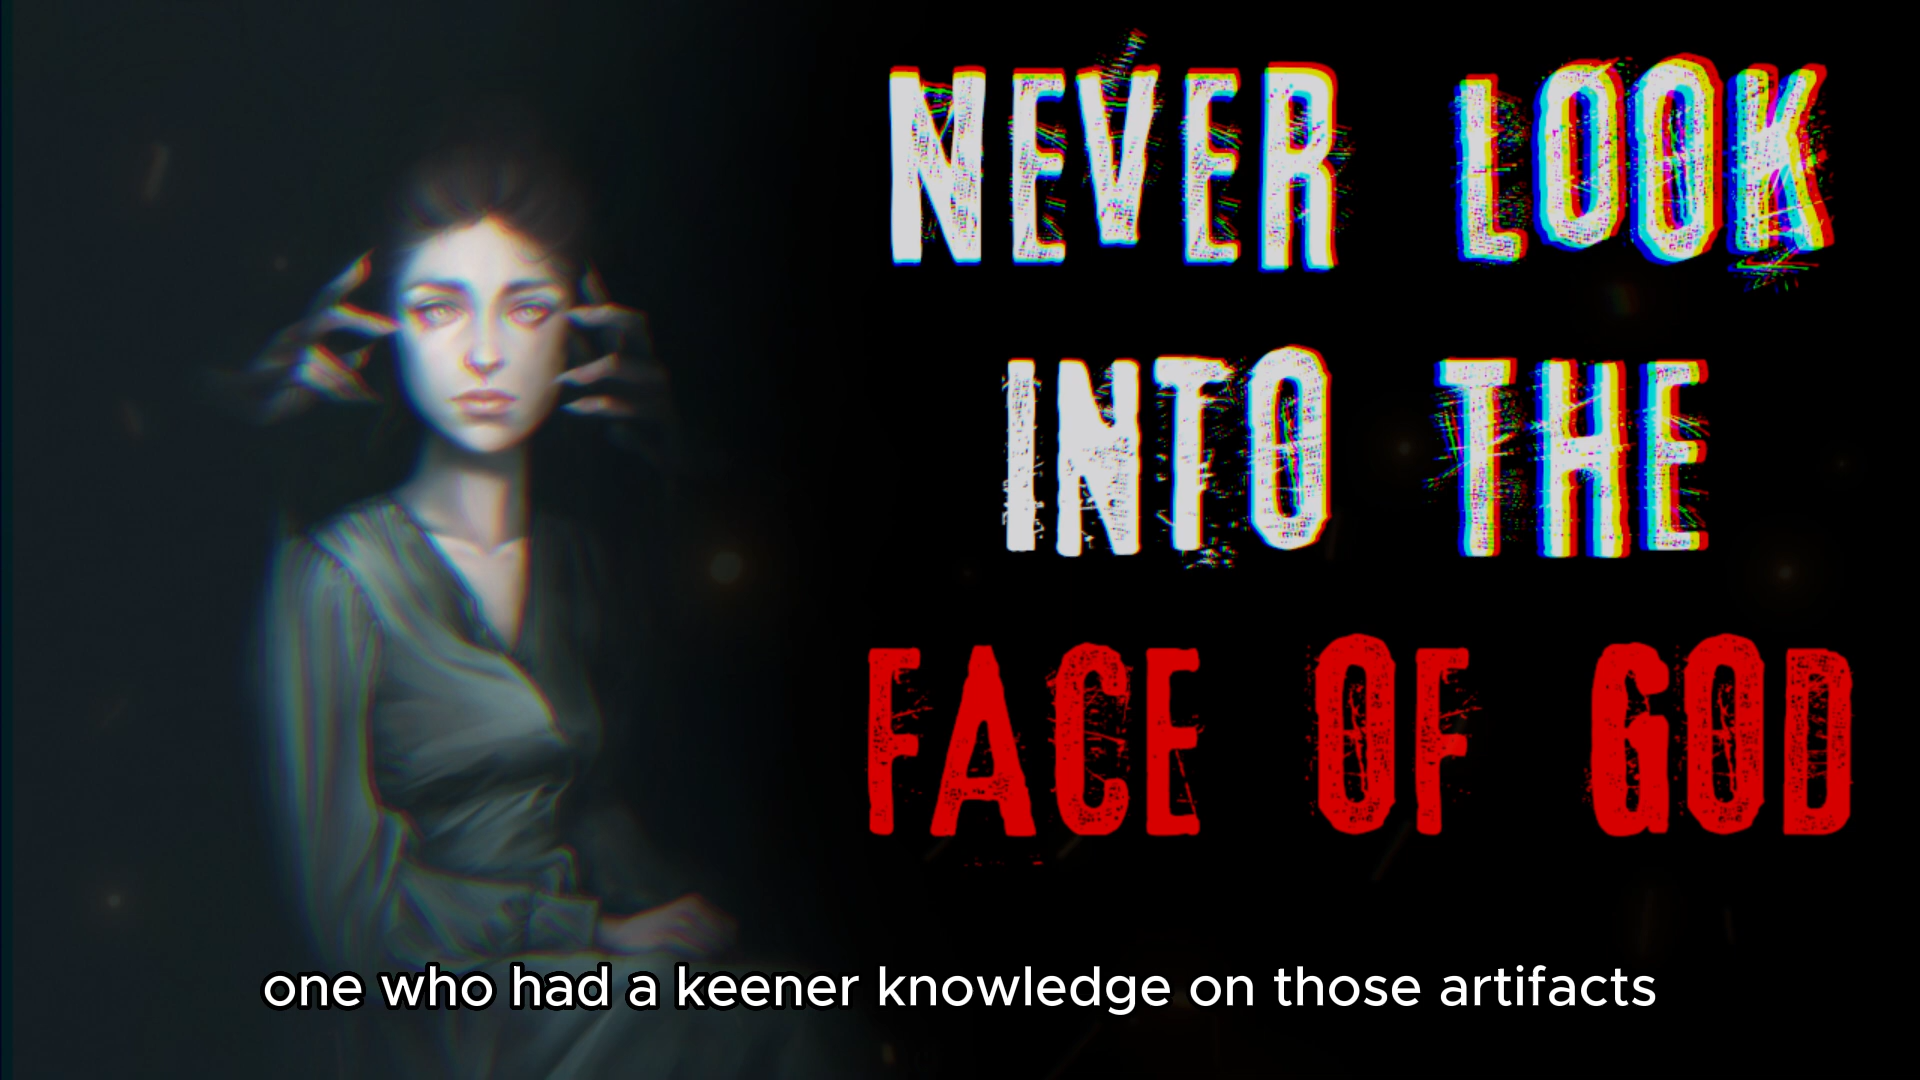 NEVER LOOK
INTO THE
FACE OF GOD
one who had a keener knowledge on those artifacts